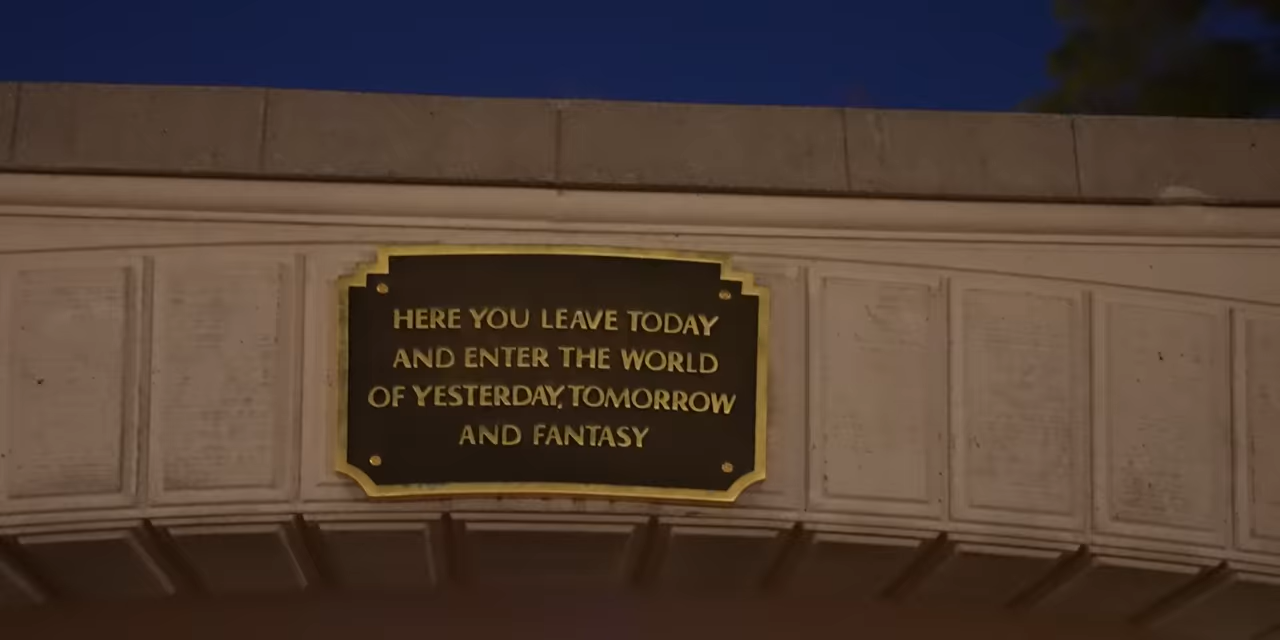 HERE YOU LEAVE TODAY
AND ENTER THE WORLD
OF YESTERDAY, TOMORROW
AND FANTASY